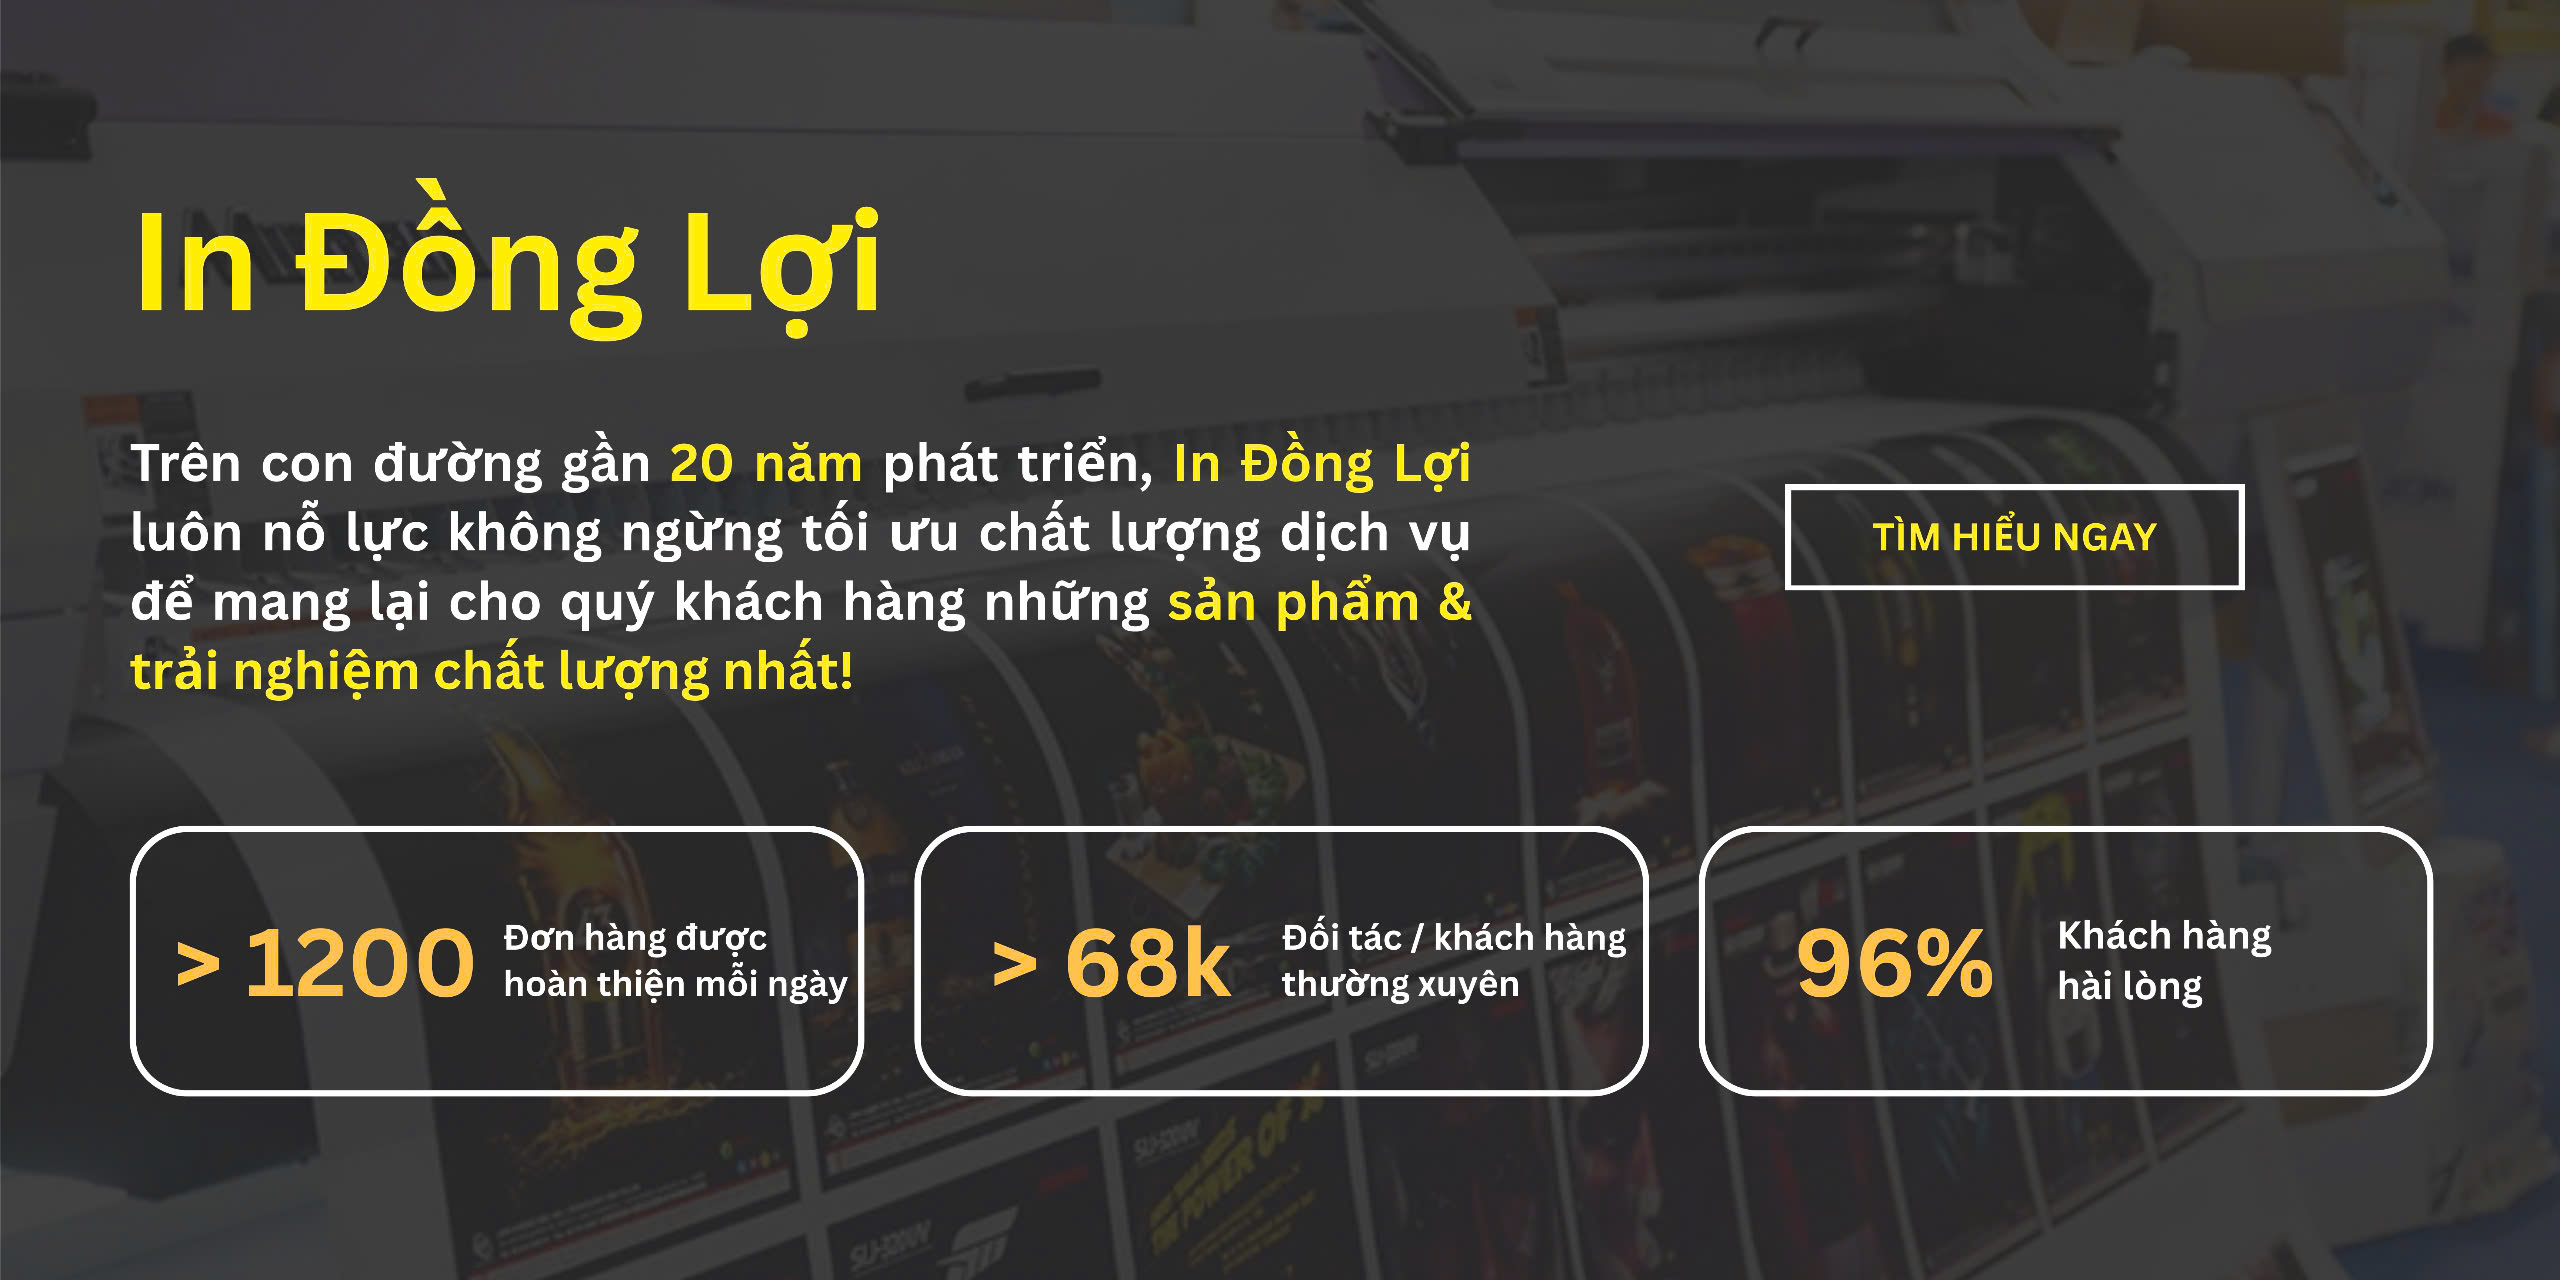 In Đồng Lợi
Trên con đường gần 20 năm phát triển, In Đồng Lợi
luôn nỗ lực không ngừng tối ưu chất lượng dịch vụ
để mang lại cho quý khách hàng những sản phẩm &
trải nghiệm chất lượng nhất!
TÌM HIỂU NGAY
> 1200
Đơn hàng được
hoàn thiện mỗi ngày
> 68k
Đối tác / khách hàng
thường xuyên
96%
Khách hàng
hài lòng